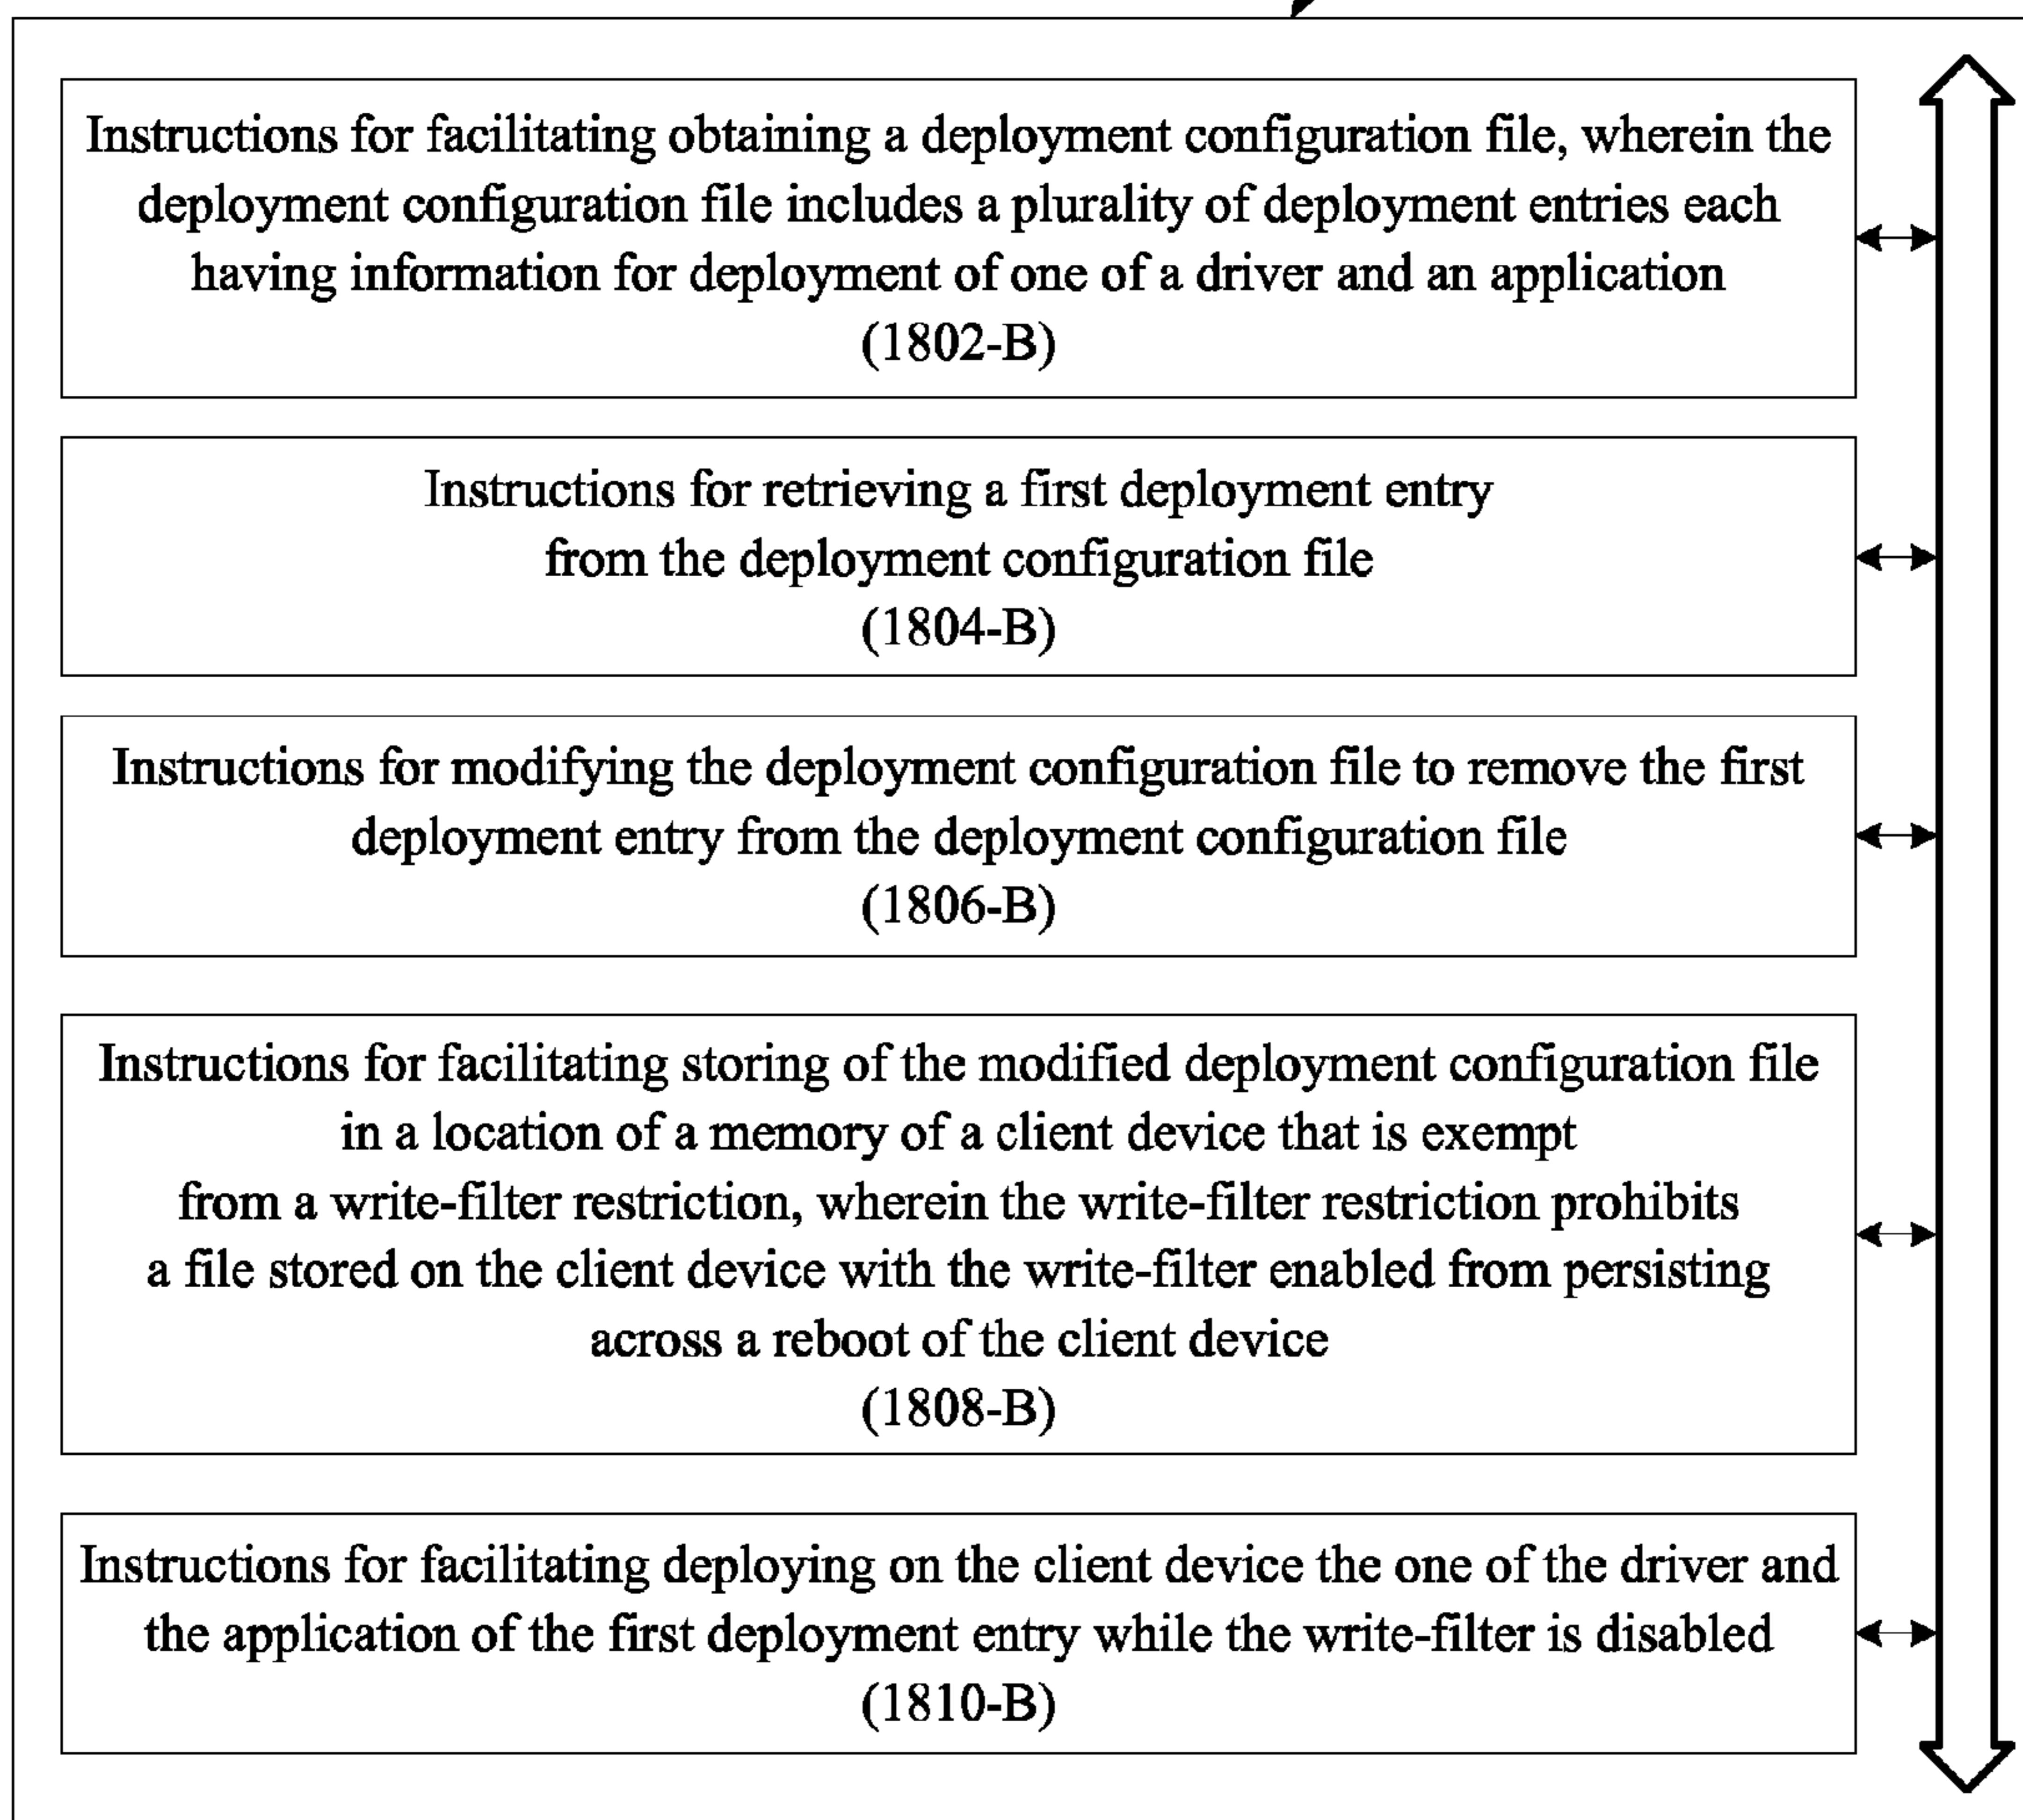 Instructions for facilitating obtaining a deployment configuration file, wherein the
deployment configuration file includes a plurality of deployment entries each
having information for deployment of one of a driver and an application
(1802-B)
Instructions for retrieving a first deployment entry
from the deployment configuration file
(1804-B)
Instructions for modifying the deployment configuration file to remove the first
deployment entry from the deployment configuration file
(1806-B)
Instructions for facilitating storing of the modified deployment configuration file
in a location of a memory of a client device that is exempt
from a write-filter restriction, wherein the write-filter restriction prohibits
a file stored on the client device with the write-filter enabled from persisting
across a reboot of the client device
(1808-B)
Instructions for facilitating deploying on the client device the one of the driver and
the application of the first deployment entry while the write-filter is disabled
(1810-B)